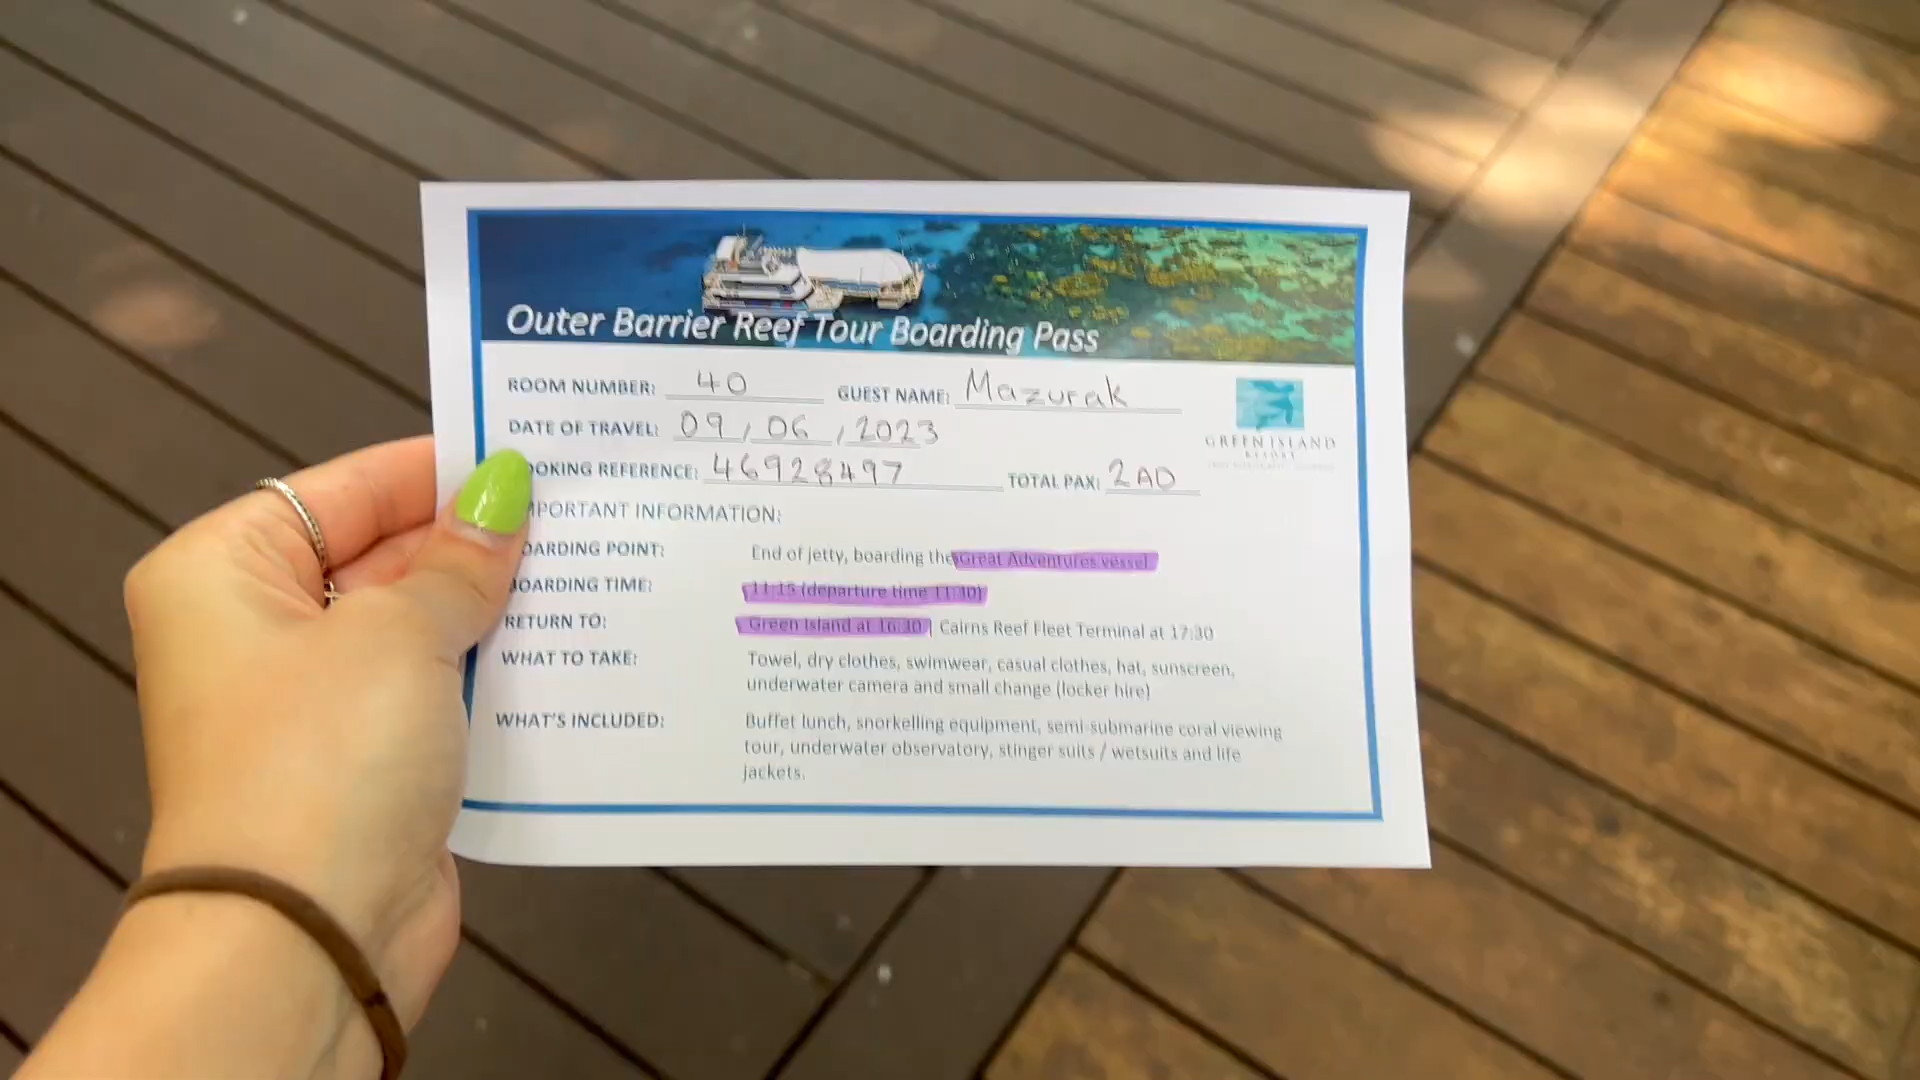 Outer Barrier Reef Tour Boarding Pass
ROOM NUMBER: 40 GUEST NAME: Mazurak
DATE OF TRAVEL: 09 / 06 / 2023
GREEN ISLAND
RESORT
OOKING REFERENCE: 46928497 TOTAL PAX: 2AD
MPORTANT INFORMATION:
OARDING POINT: End of jetty, boarding the Great Adventures vessel
BOARDING TIME: 11:15 (departure time 11:30)
RETURN TO: Green Island at 16:30 | Cairns Reef Fleet Terminal at 17:30
WHAT TO TAKE: Towel, dry clothes, swimwear, casual clothes, hat, sunscreen,
underwater camera and small change (locker hire)
WHAT'S INCLUDED: Buffet lunch, snorkelling equipment, semi-submarine coral viewing
tour, underwater observatory, stinger suits / wetsuits and life
jackets.